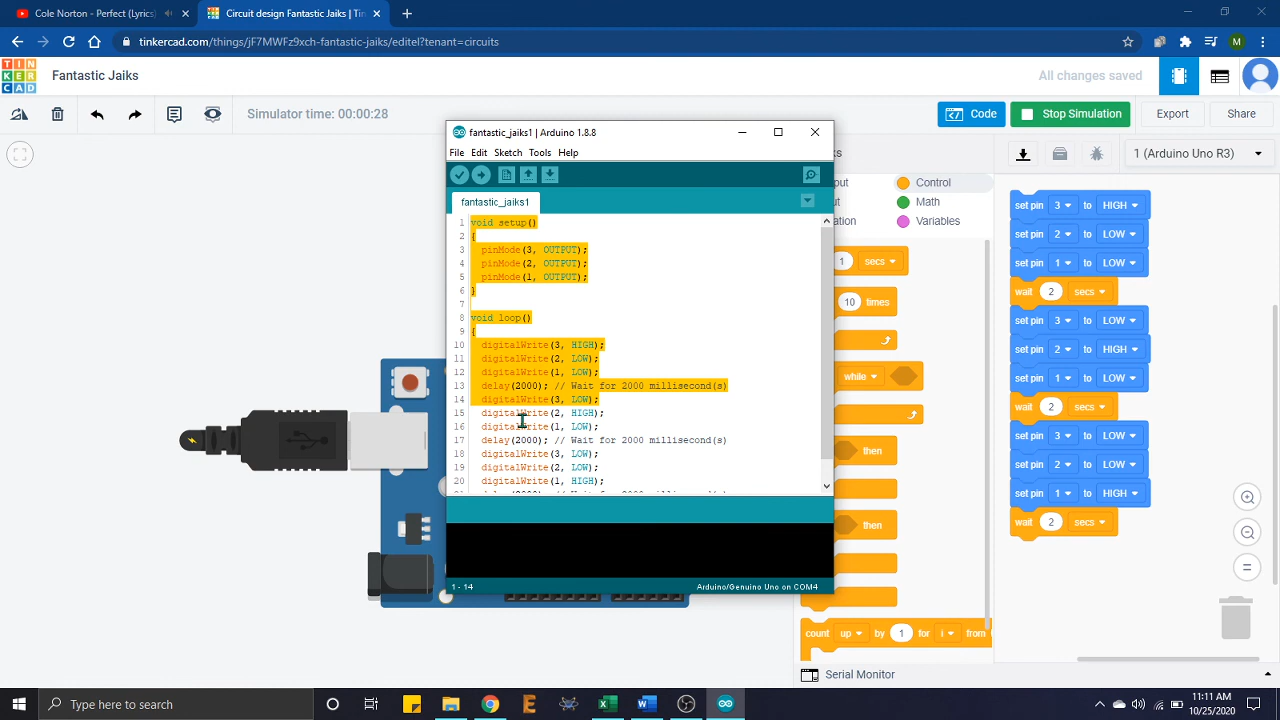 Cole Norton - Perfect (Lyrics)
Circuit design Fantastic Jaiks | Tin
tinkercad.com/things/jF7MWFz9xch-fantastic-jaiks/editel?tenant=circuits
M
TIN
KER
CAD
Fantastic Jaiks
All changes saved
Simulator time: 00:00:28
Code
Stop Simulation
Export
Share
fantastic_jaiks1 | Arduino 1.8.8
File Edit Sketch Tools Help
fantastic_jaiks1
1 void setup()
2 {
3 pinMode(3, OUTPUT);
4 pinMode(2, OUTPUT);
5 pinMode(1, OUTPUT);
6 }
7
8 void loop()
9 {
10 digitalWrite(3, HIGH);
11 digitalWrite(2, LOW);
12 digitalWrite(1, LOW);
13 delay(2000); // Wait for 2000 millisecond(s)
14 digitalWrite(3, LOW);
15 digitalWrite(2, HIGH);
16 digitalWrite(1, LOW);
17 delay(2000); // Wait for 2000 millisecond(s)
18 digitalWrite(3, LOW);
19 digitalWrite(2, LOW);
20 digitalWrite(1, HIGH);
1 - 14
Arduino/Genuino Uno on COM4
Control
Math
Variables
1 secs
10 times
while
then
then
count up by 1 for i from
1 (Arduino Uno R3)
set pin 3 to HIGH
set pin 2 to LOW
set pin 1 to LOW
wait 2 secs
set pin 3 to LOW
set pin 2 to HIGH
set pin 1 to LOW
wait 2 secs
set pin 3 to LOW
set pin 2 to LOW
set pin 1 to HIGH
wait 2 secs
Serial Monitor
Type here to search
11:11 AM
10/25/2020